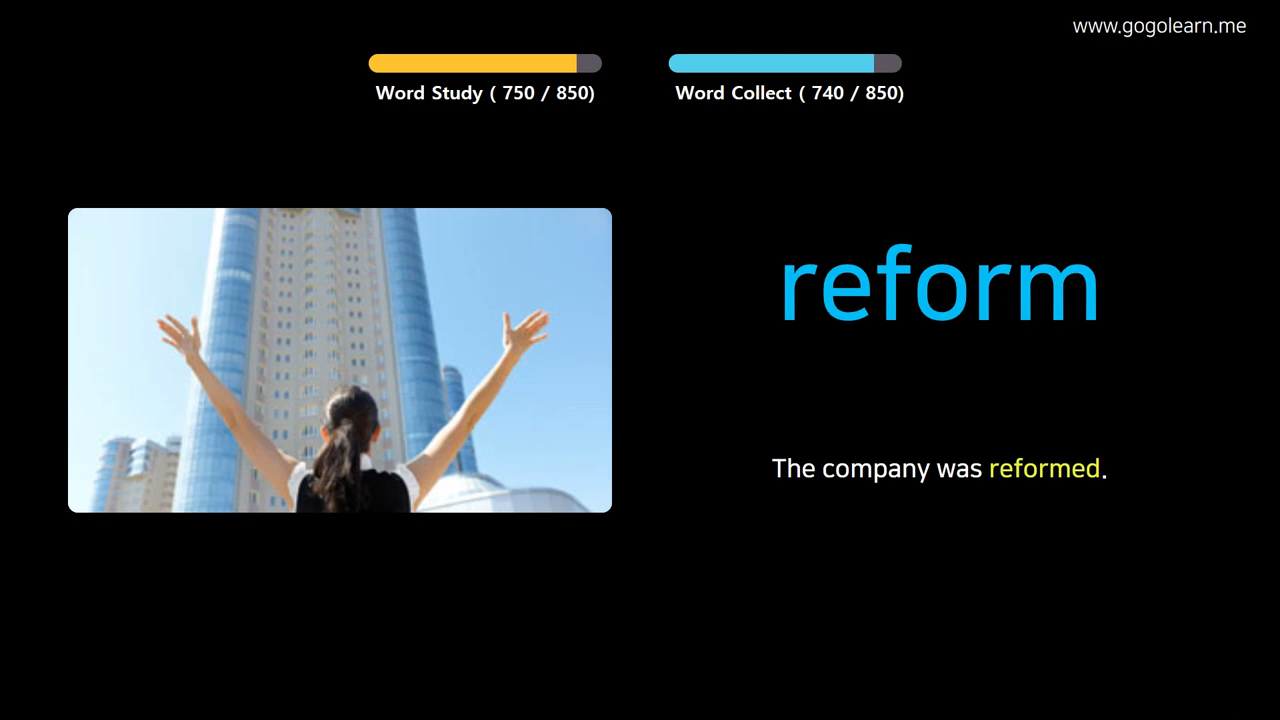 www.gogolearn.me
Word Study ( 750 / 850)
Word Collect ( 740 / 850)
reform
The company was reformed.